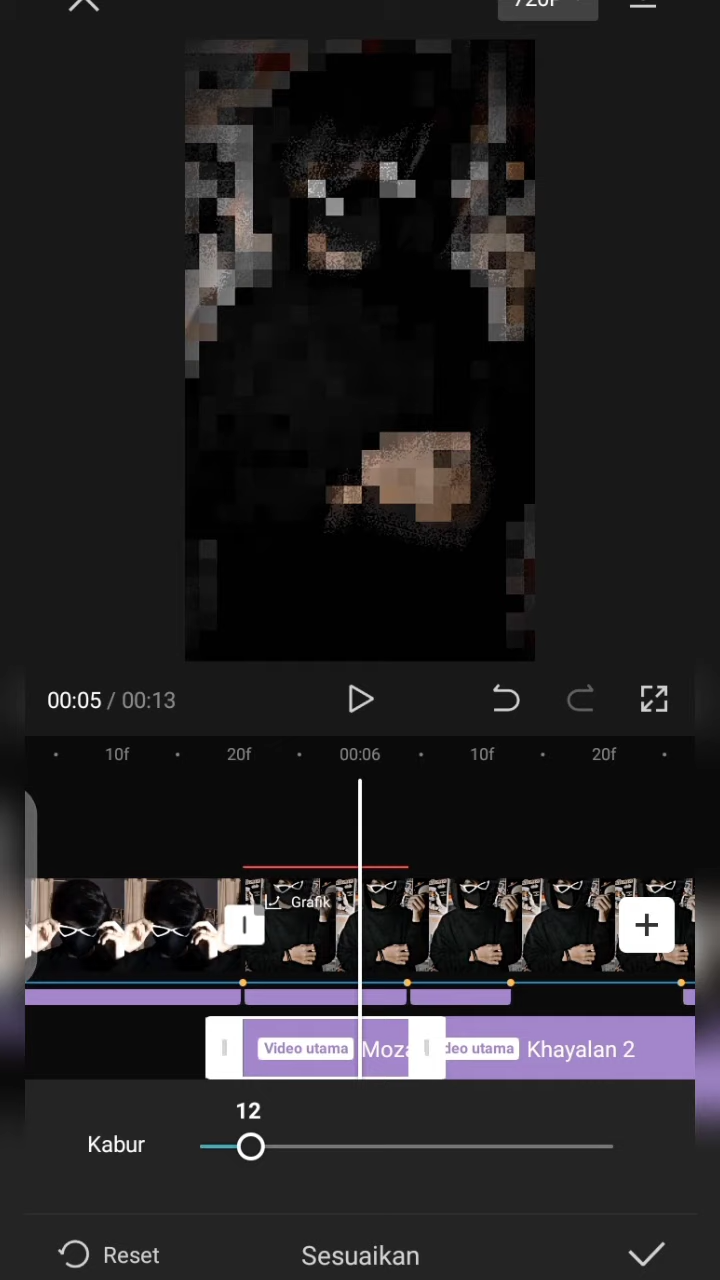 00:05 / 00:13
10f 20f 00:06 10f 20f
Grafik
Video utama Moza deo utama Khayalan 2
12
Kabur
Reset Sesuaikan